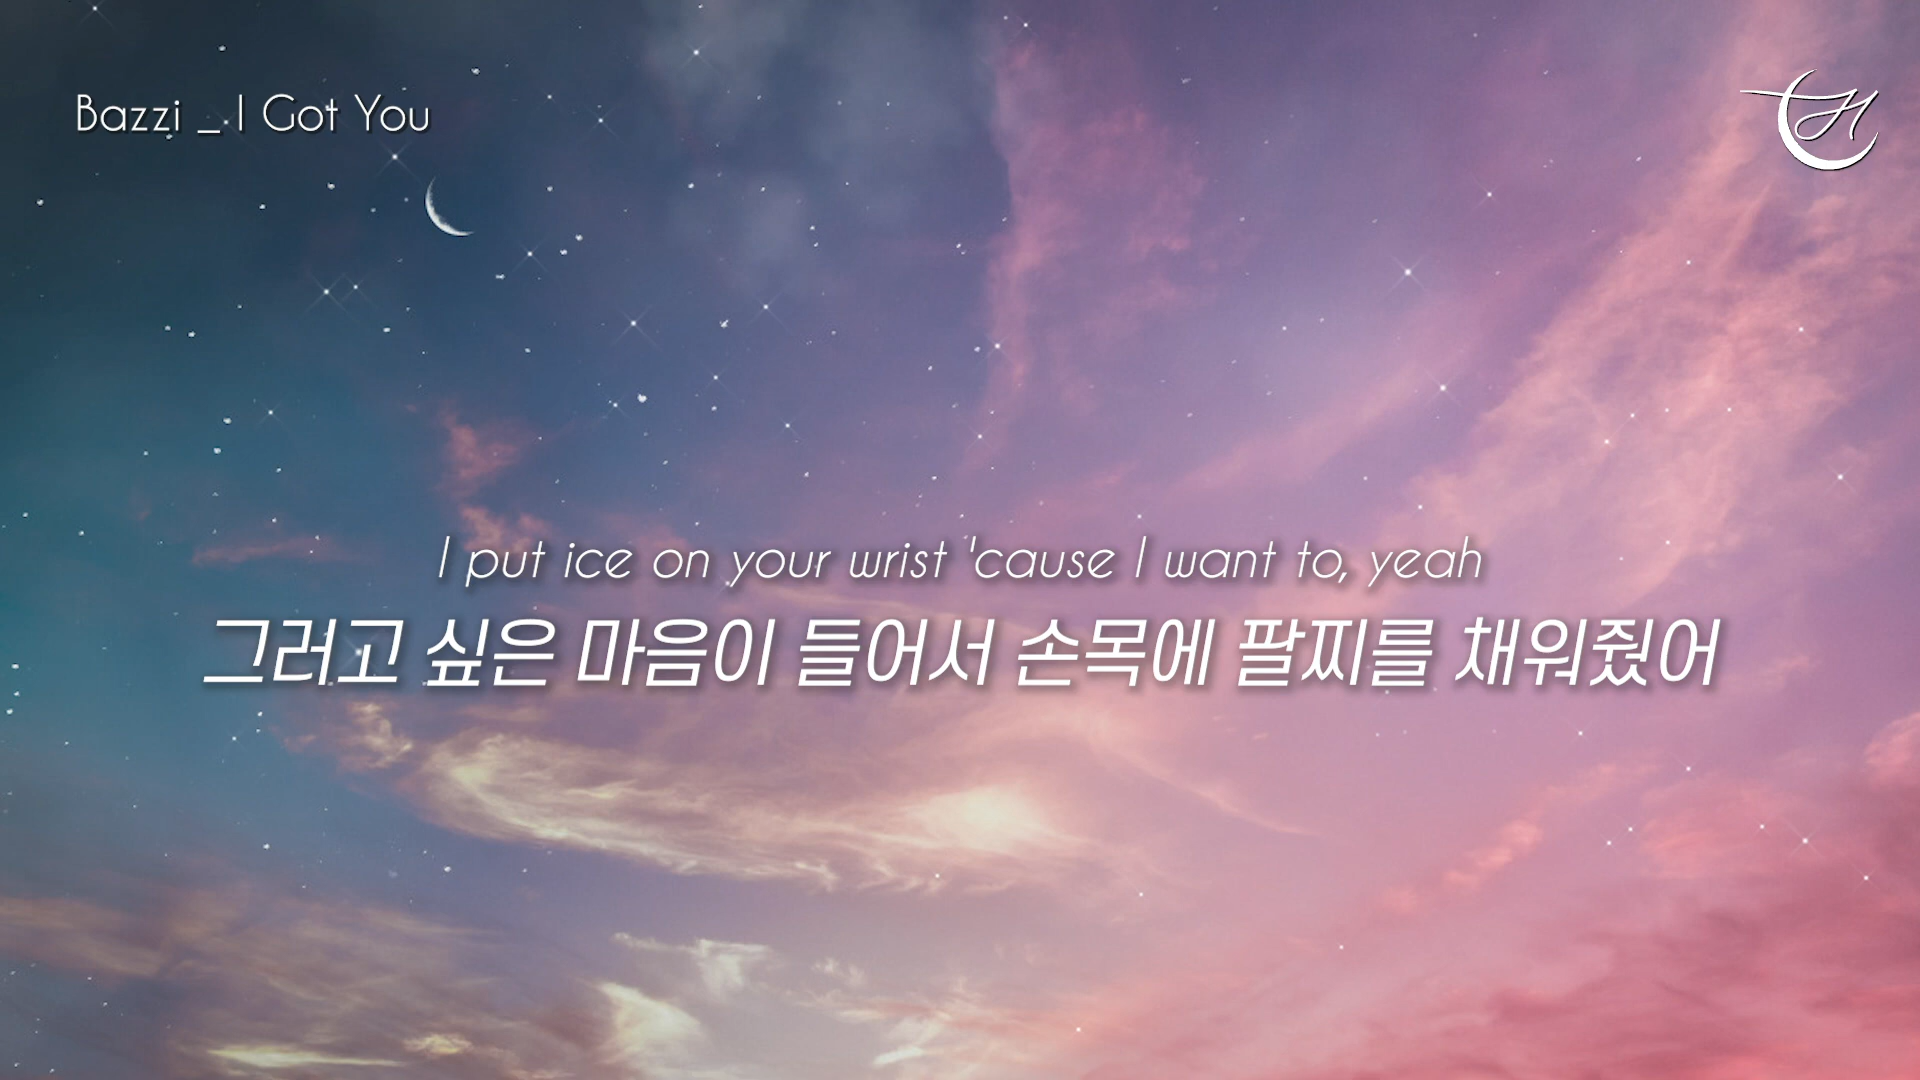 Bazzi _ I Got You
I put ice on your wrist 'cause I want to, yeah
그러고 싶은 마음이 들어서 손목에 팔찌를 채워줬어